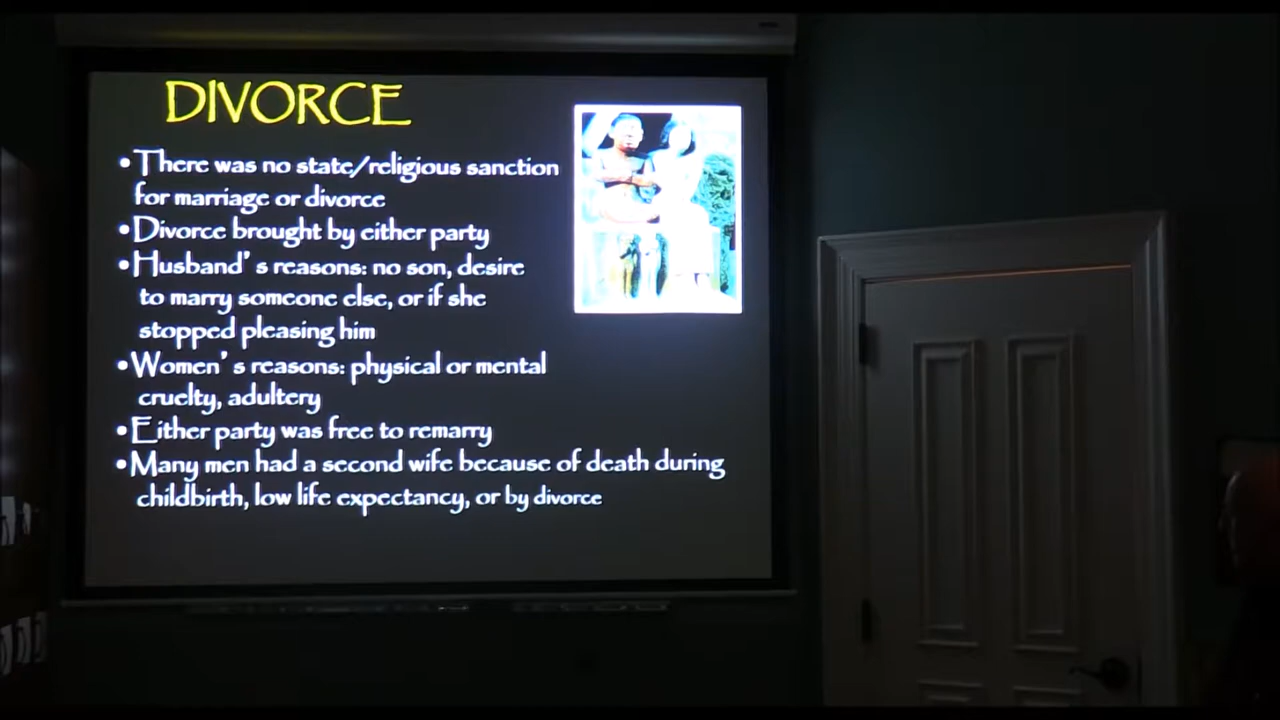 DIVORCE
•There was no state/religious sanction
for marriage or divorce
•Divorce brought by either party
•Husband's reasons: no son, desire
to marry someone else, or if she
stopped pleasing him
•Women's reasons: physical or mental
cruelty, adultery
•Either party was free to remarry
•Many men had a second wife because of death during
childbirth, low life expectancy, or by divorce